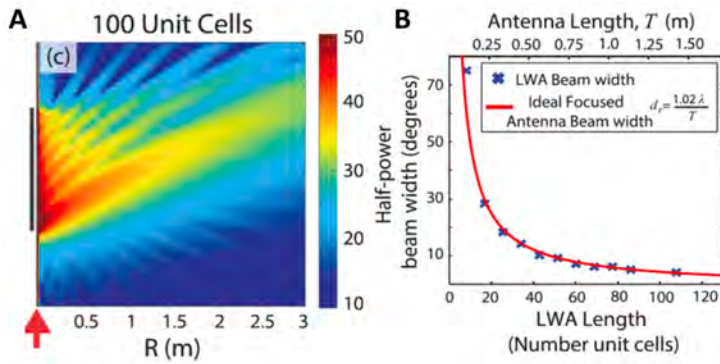 A
100 Unit Cells
(c)
50
40
30
20
10
0.5 1 1.5 2 2.5 3
R (m)
B
Antenna Length, T (m)
0.25 0.5 0.75 1 1.25 1.5
LWA Beam width
Ideal Focused
Antenna Beam width
d_r = 1.02 λ / T
Half-power
beam width (degrees)
70
50
30
10
0 20 40 60 80 100 120
LWA Length
(Number unit cells)